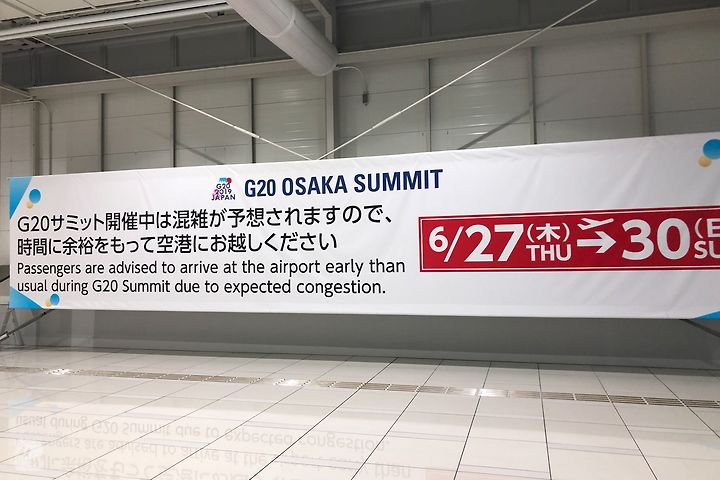 G20
2019
JAPAN
G20 OSAKA SUMMIT
G20サミット開催中は混雑が予想されますので、
時間に余裕をもって空港にお越しください
Passengers are advised to arrive at the airport early than
usual during G20 Summit due to expected congestion.
6/27(木)THU→30(日SU